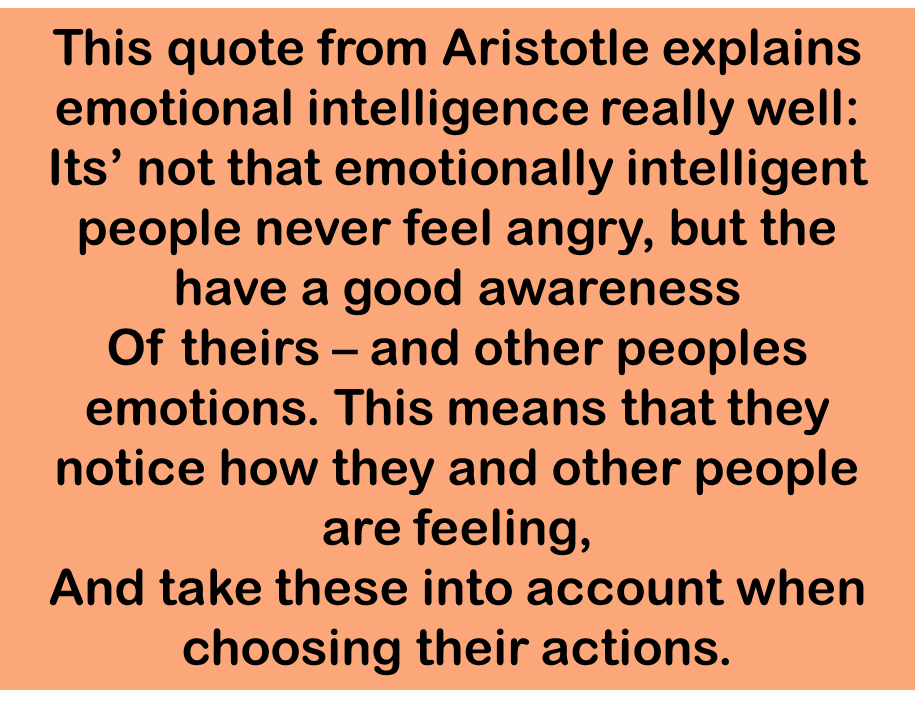 This quote from Aristotle explains
emotional intelligence really well:
Its’ not that emotionally intelligent
people never feel angry, but the
have a good awareness
Of theirs – and other peoples
emotions. This means that they
notice how they and other people
are feeling,
And take these into account when
choosing their actions.